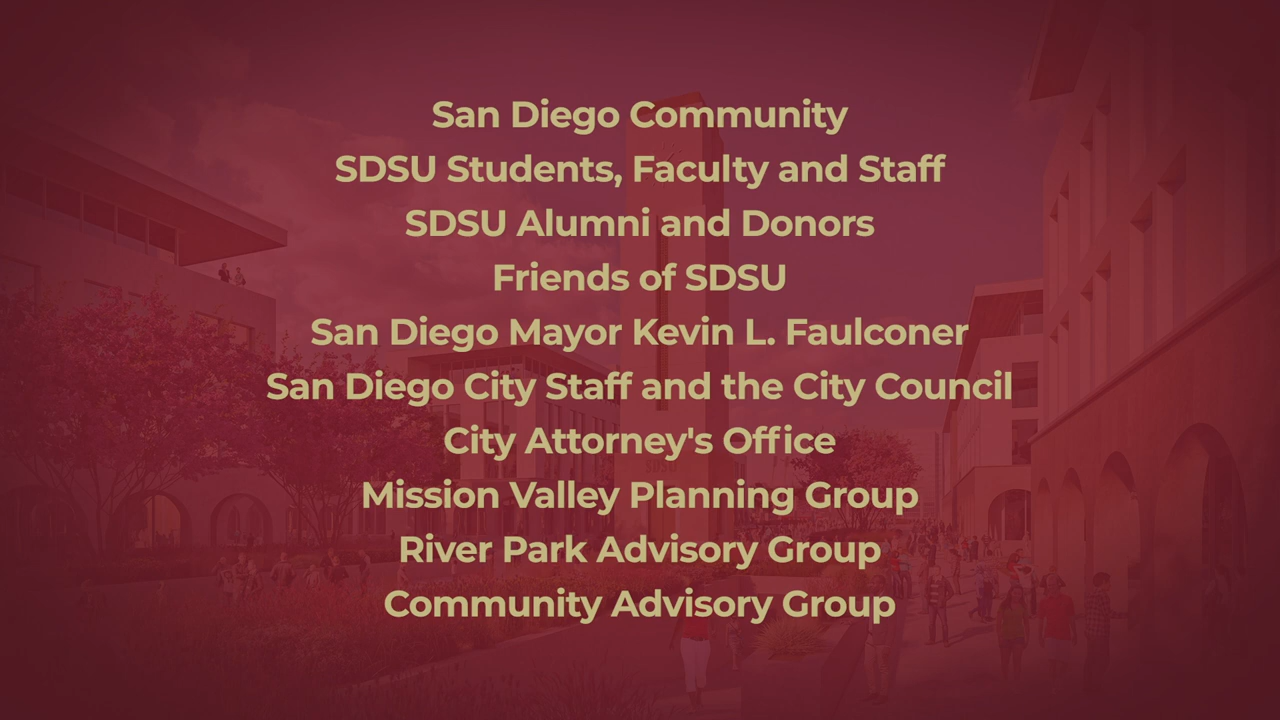 San Diego Community
SDSU Students, Faculty and Staff
SDSU Alumni and Donors
Friends of SDSU
San Diego Mayor Kevin L. Faulconer
San Diego City Staff and the City Council
City Attorney's Office
Mission Valley Planning Group
River Park Advisory Group
Community Advisory Group
SDSU